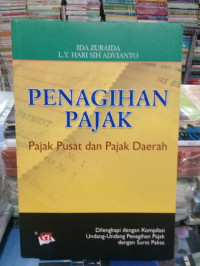 IDA ZURAIDA
L.Y. HARI SIH ADVIANTO
PENAGIHAN
PAJAK
Pajak Pusat dan Pajak Daerah
Dilengkapi dengan Kompilasi
Undang-Undang Penagihan Pajak
dengan Surat Paksa